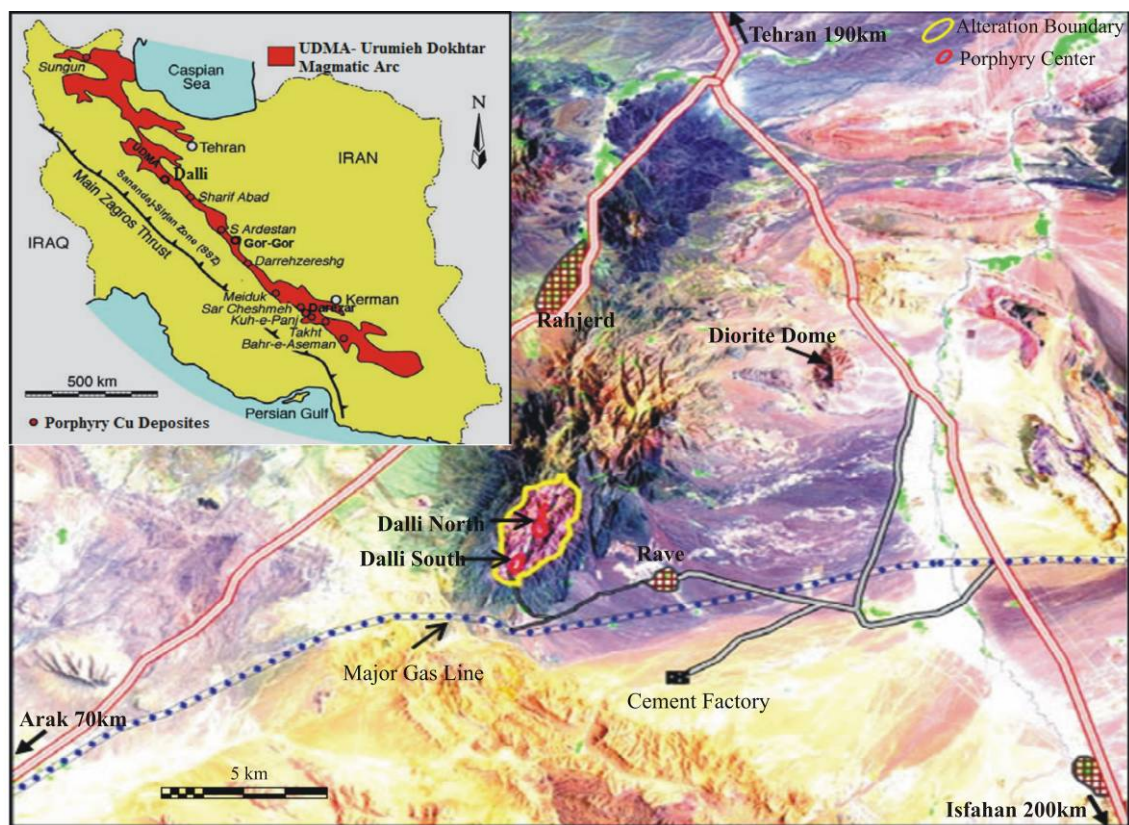 UDMA- Urumieh Dokhtar
Magmatic Arc
Sungun
Caspian
Sea
N
Tehran
IRAN
UDMA
Dalli
Sanandaj-Sirjan Zone (SSZ)
Main Zagros Thrust
Sharif Abad
IRAQ
S Ardestan
Gor-Gor
Darrehzereshg
Meiduk
Kerman
Sar Cheshmeh
Kuh-e-Panj
Takht
Bahr-e-Aseman
500 km
Persian Gulf
Porphyry Cu Deposites
Tehran 190km
Alteration Boundary
Porphyry Center
Rahjerd
Diorite Dome
Dalli North
Dalli South
Rave
Major Gas Line
Cement Factory
Arak 70km
5 km
Isfahan 200km